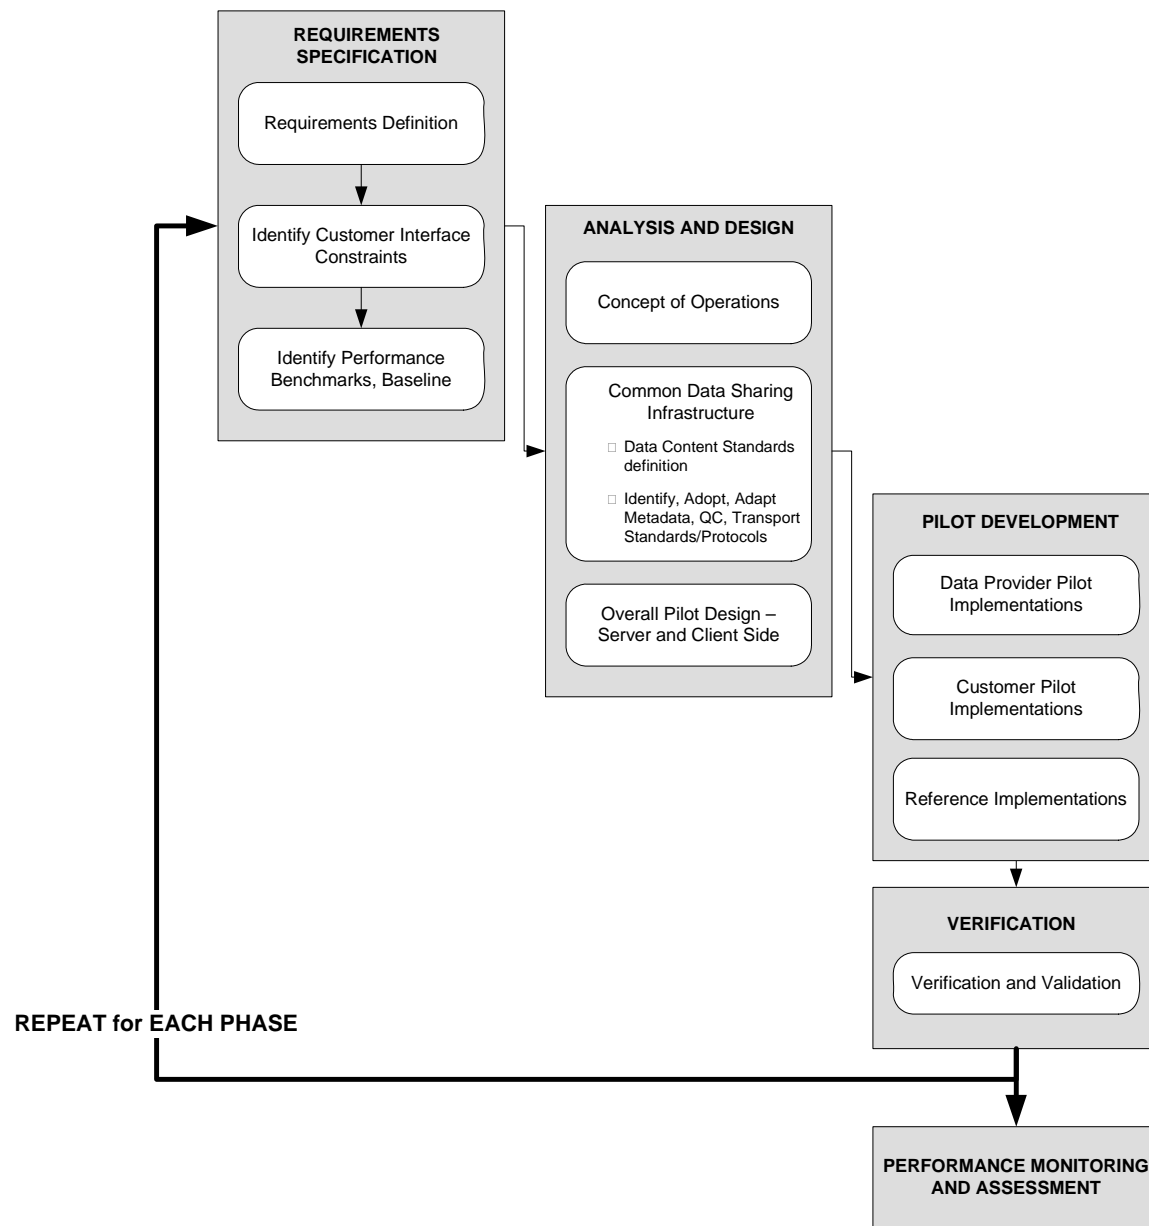 REQUIREMENTS
SPECIFICATION
Requirements Definition
Identify Customer Interface
Constraints
Identify Performance
Benchmarks, Baseline
ANALYSIS AND DESIGN
Concept of Operations
Common Data Sharing
Infrastructure
Data Content Standards
definition
Identify, Adopt, Adapt
Metadata, QC, Transport
Standards/Protocols
Overall Pilot Design –
Server and Client Side
PILOT DEVELOPMENT
Data Provider Pilot
Implementations
Customer Pilot
Implementations
Reference Implementations
VERIFICATION
Verification and Validation
REPEAT for EACH PHASE
PERFORMANCE MONITORING
AND ASSESSMENT